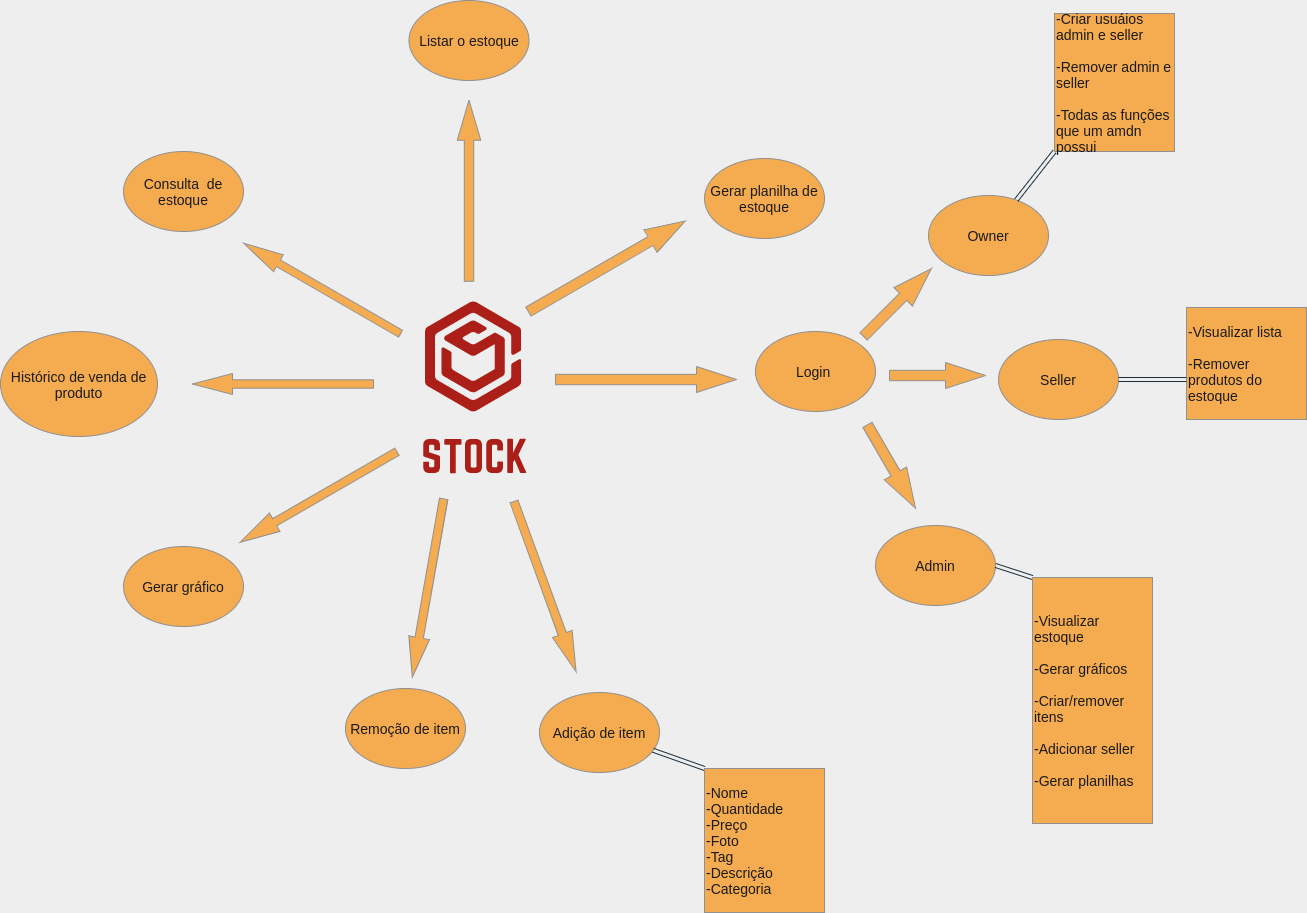 Listar o estoque
-Criar usuáios
admin e seller
-Remover admin e
seller
-Todas as funções
que um amdn
possui
Consulta  de
estoque
Gerar planilha de
estoque
Owner
-Visualizar lista
-Remover
produtos do
estoque
Histórico de venda de
produto
Login
Seller
STOCK
Gerar gráfico
Admin
-Visualizar
estoque
-Gerar gráficos
-Criar/remover
itens
-Adicionar seller
-Gerar planilhas
Remoção de item
Adição de item
-Nome
-Quantidade
-Preço
-Foto
-Tag
-Descrição
-Categoria